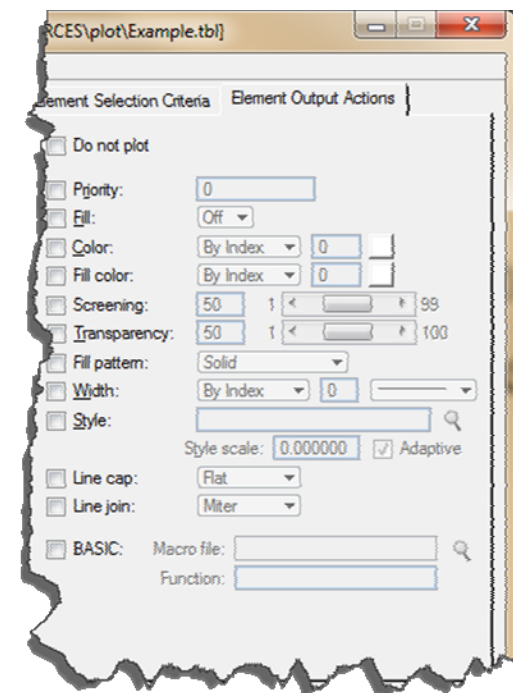 RCES\plot\Example.tbl]
Element Selection Criteria Element Output Actions
Do not plot
Priority: 0
Fill: Off
Color: By Index 0
Fill color: By Index 0
Screening: 50 1 99
Transparency: 50 1 100
Fill pattern: Solid
Width: By Index 0
Style:
Style scale: 0.000000 Adaptive
Line cap: Flat
Line join: Miter
BASIC: Macro file:
Function: